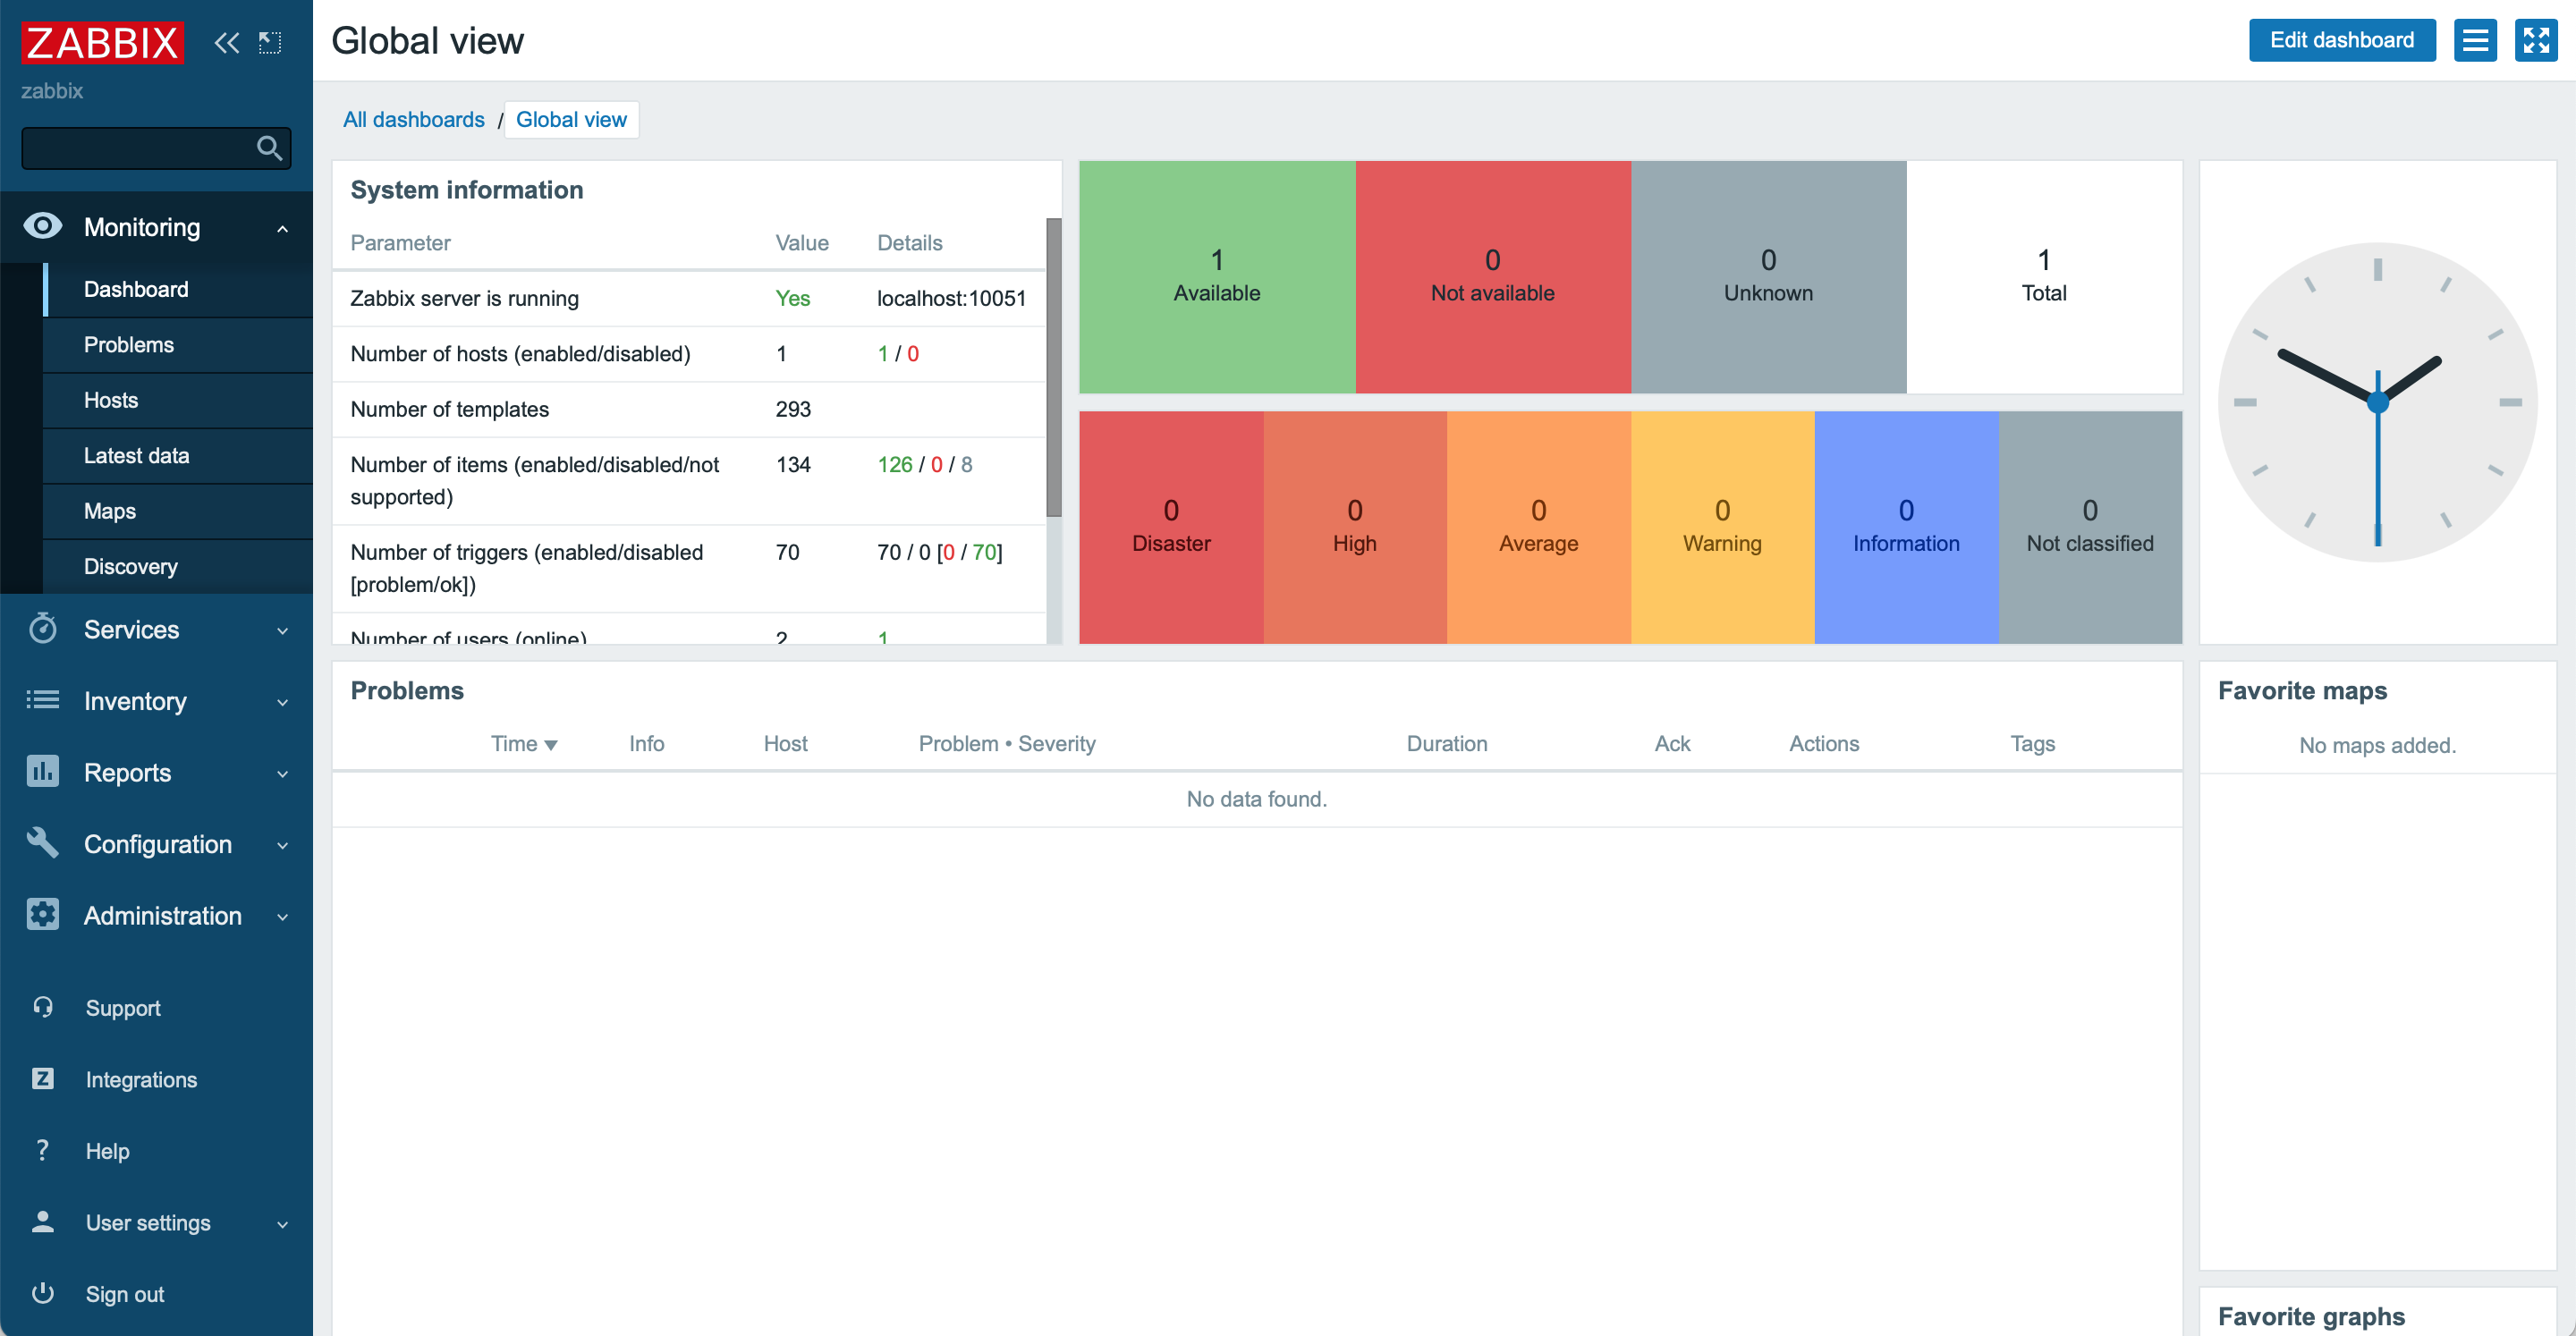 ZABBIX
zabbix
Monitoring
Dashboard
Problems
Hosts
Latest data
Maps
Discovery
Services
Inventory
Reports
Configuration
Administration
Support
Z Integrations
? Help
User settings
Sign out
Global view
Edit dashboard
All dashboards / Global view
System information
Parameter Value Details
Zabbix server is running Yes localhost:10051
Number of hosts (enabled/disabled) 1 1 / 0
Number of templates 293
Number of items (enabled/disabled/not 134 126 / 0 / 8
supported)
Number of triggers (enabled/disabled 70 70 / 0 [0 / 70]
[problem/ok])
Number of users (online) 2 1
1 0 0 1
Available Not available Unknown Total
0 0 0 0 0 0
Disaster High Average Warning Information Not classified
Problems
Time ▼ Info Host Problem • Severity Duration Ack Actions Tags
No data found.
Favorite maps
No maps added.
Favorite graphs